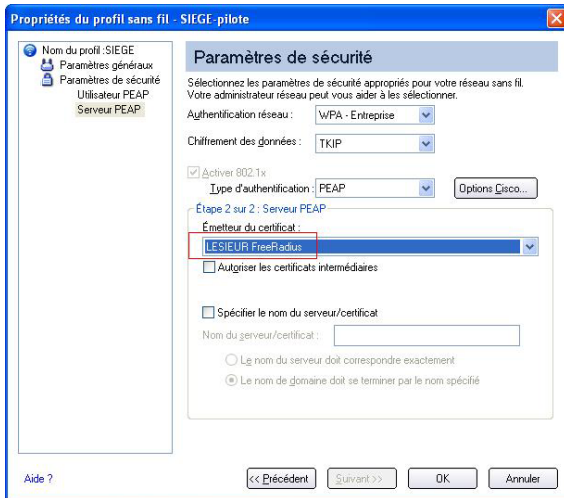 Propriétés du profil sans fil - SIEGE-pilote
Nom du profil :SIEGE
Paramètres généraux
Paramètres de sécurité
Utilisateur PEAP
Serveur PEAP
Paramètres de sécurité
Sélectionnez les paramètres de sécurité appropriés pour votre réseau sans fil.
Votre administrateur réseau peut vous aider à les sélectionner.
Authentification réseau :
WPA - Entreprise
Chiffrement des données :
TKIP
Activer 802.1x
Type d'authentification :
PEAP
Options Cisco...
Étape 2 sur 2 : Serveur PEAP
Émetteur du certificat :
LESIEUR FreeRadius
Autoriser les certificats intermédiaires
Spécifier le nom du serveur/certificat
Nom du serveur/certificat :
Le nom du serveur doit correspondre exactement
Le nom de domaine doit se terminer par le nom spécifié
Aide ?
<< Précédent
Suivant >>
OK
Annuler